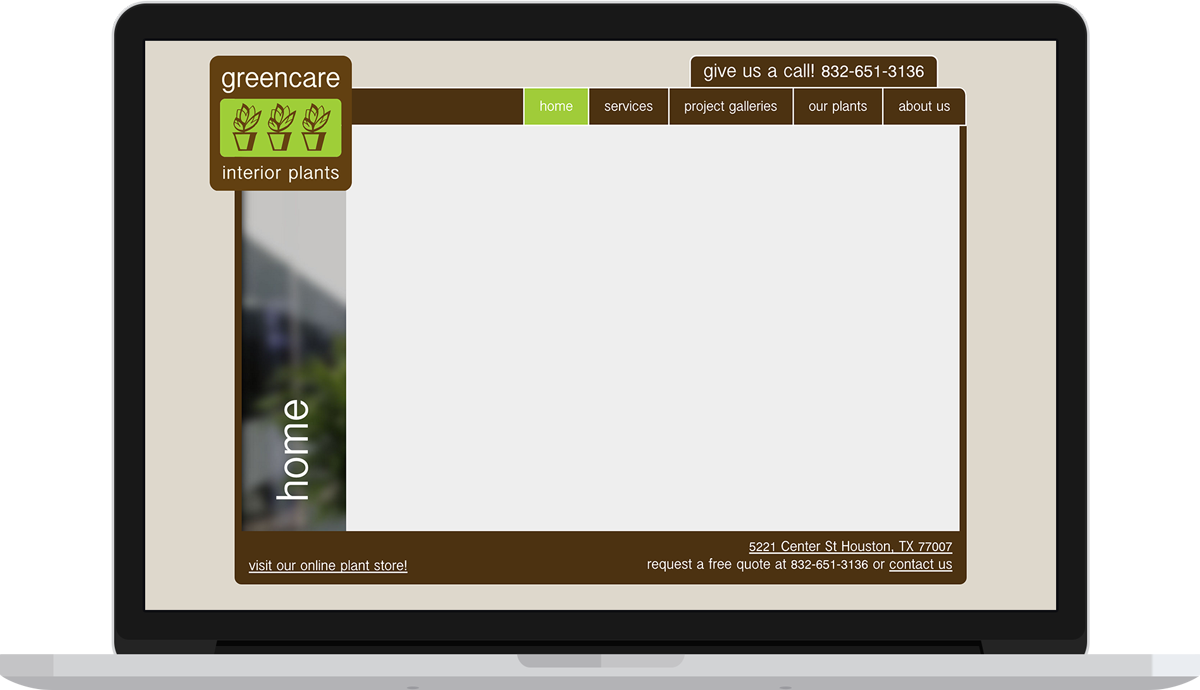 greencare
interior plants
give us a call! 832-651-3136
home
services
project galleries
our plants
about us
home
visit our online plant store!
5221 Center St Houston, TX 77007
request a free quote at 832-651-3136 or contact us